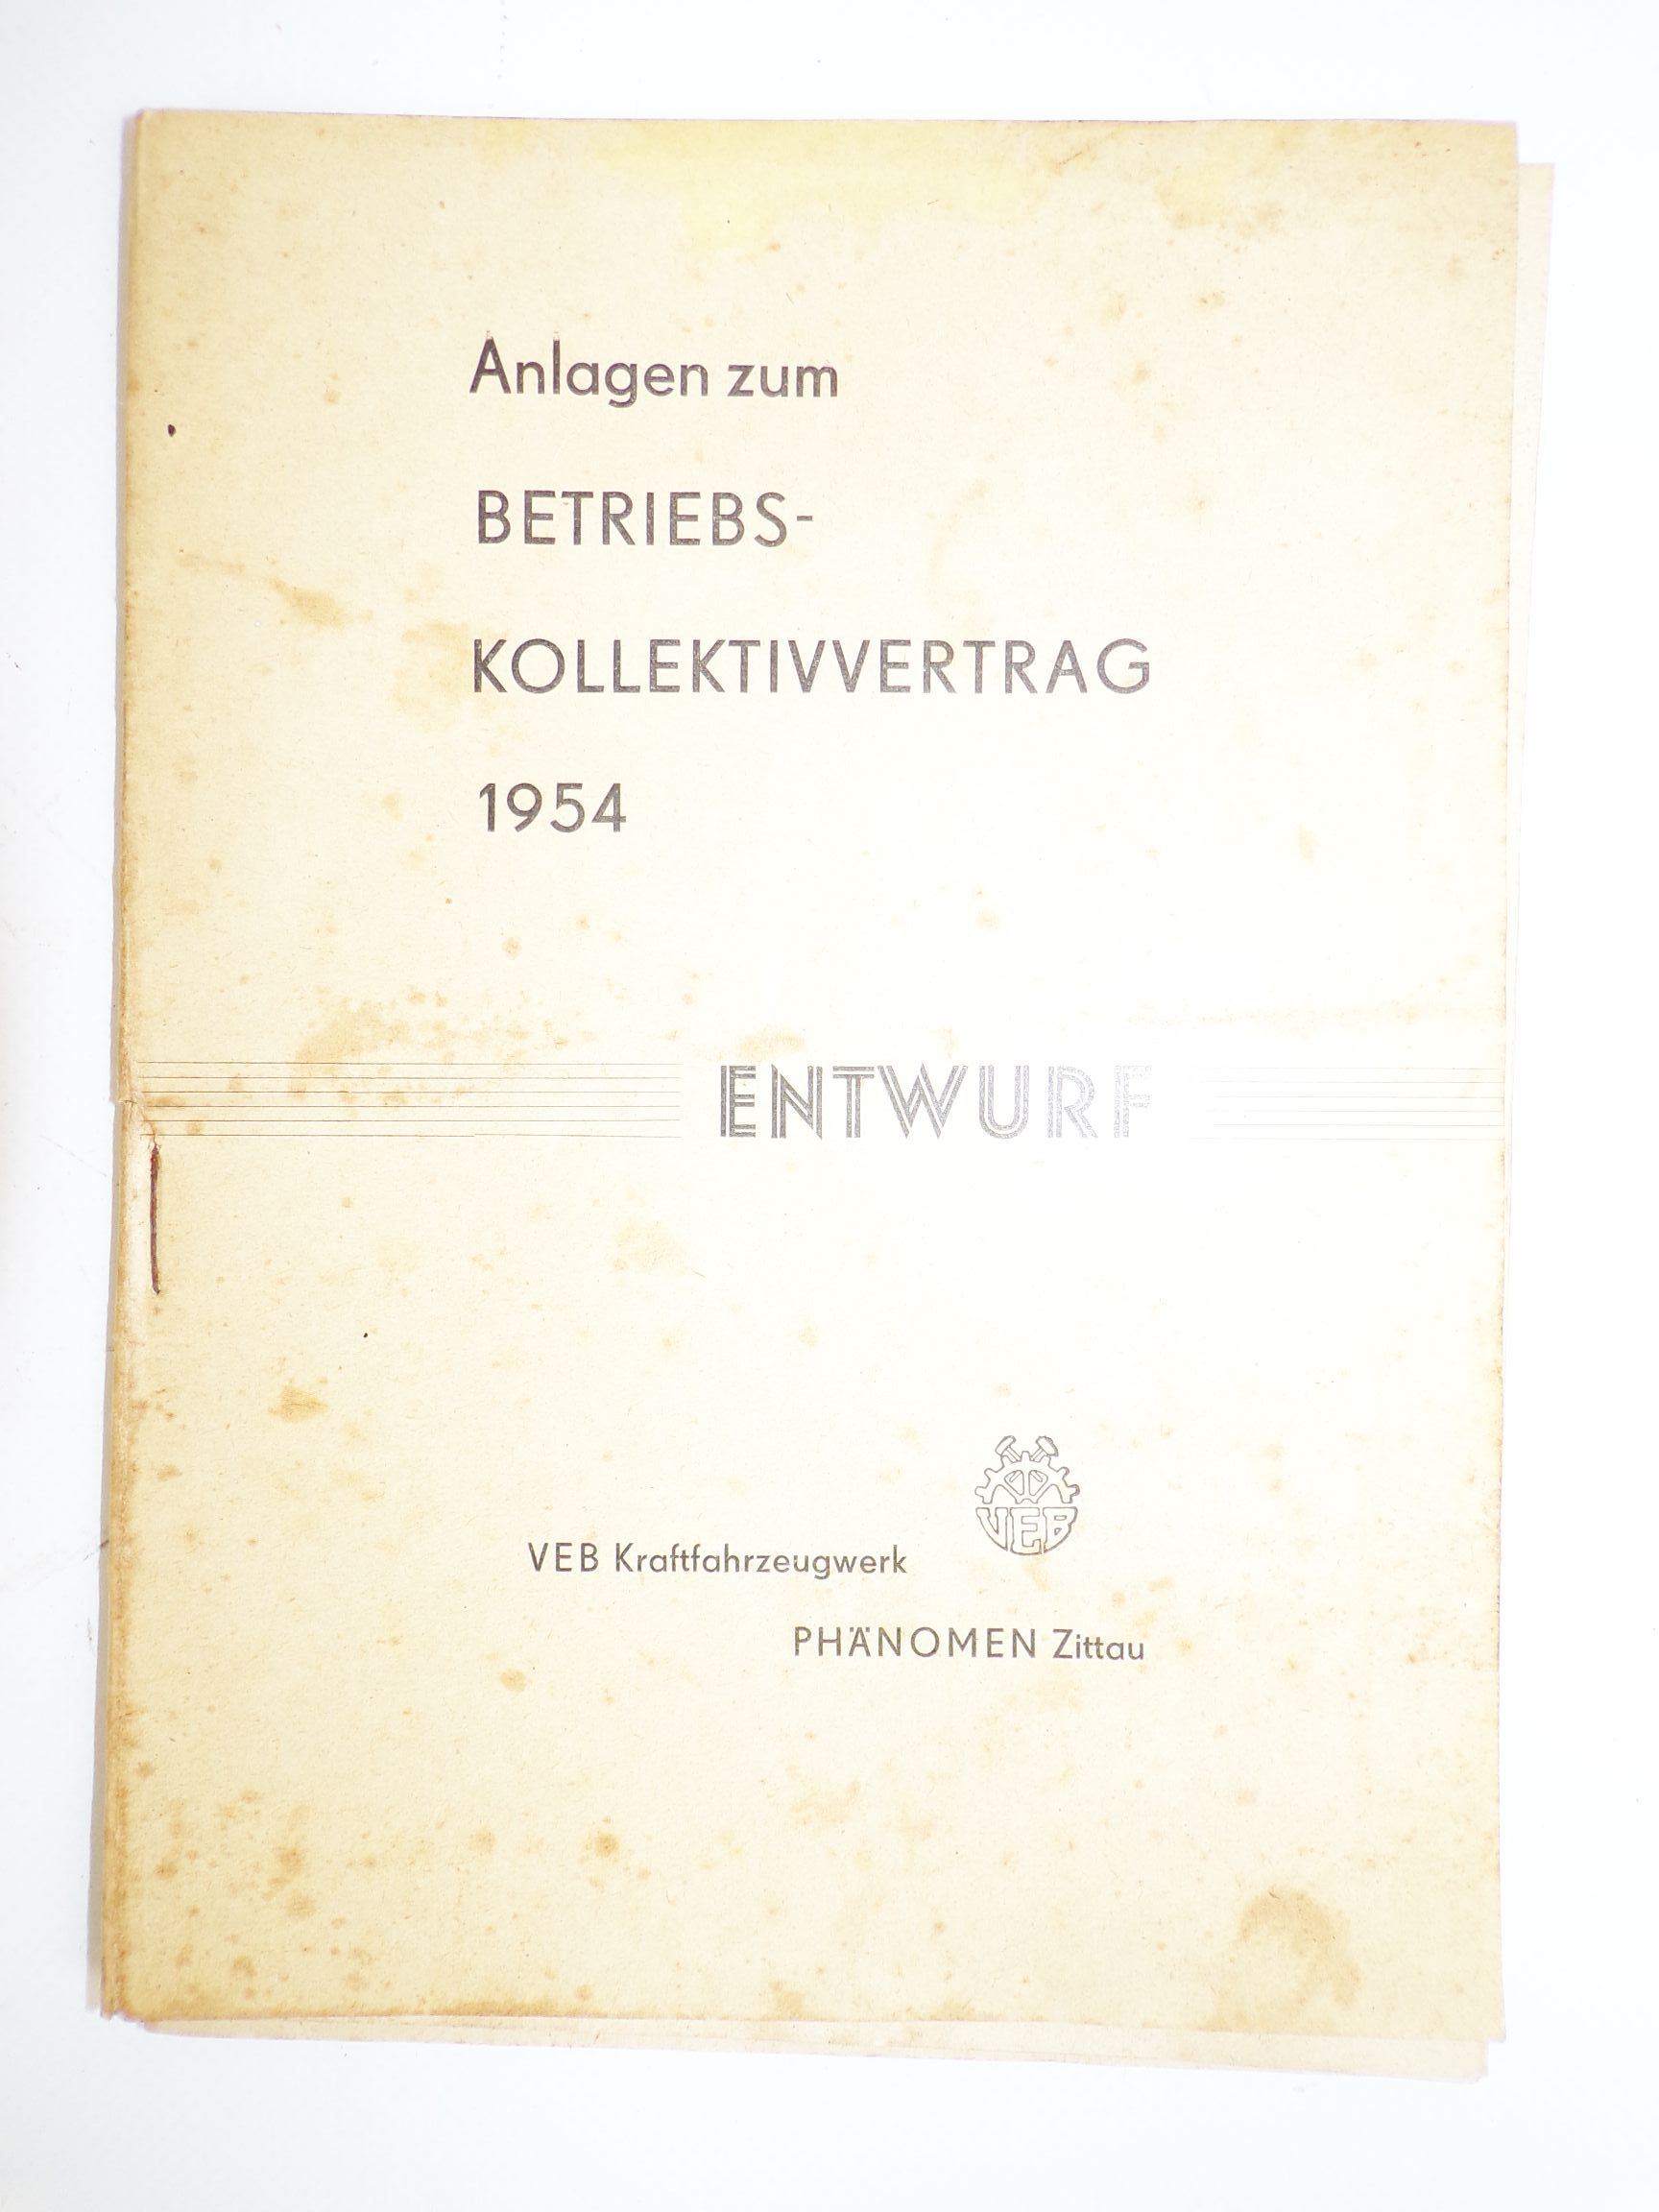 Anlagen zum
BETRIEBS-
KOLLEKTIVVERTRAG
1954
ENTWURF
VEB
VEB Kraftfahrzeugwerk
PHÄNOMEN Zittau